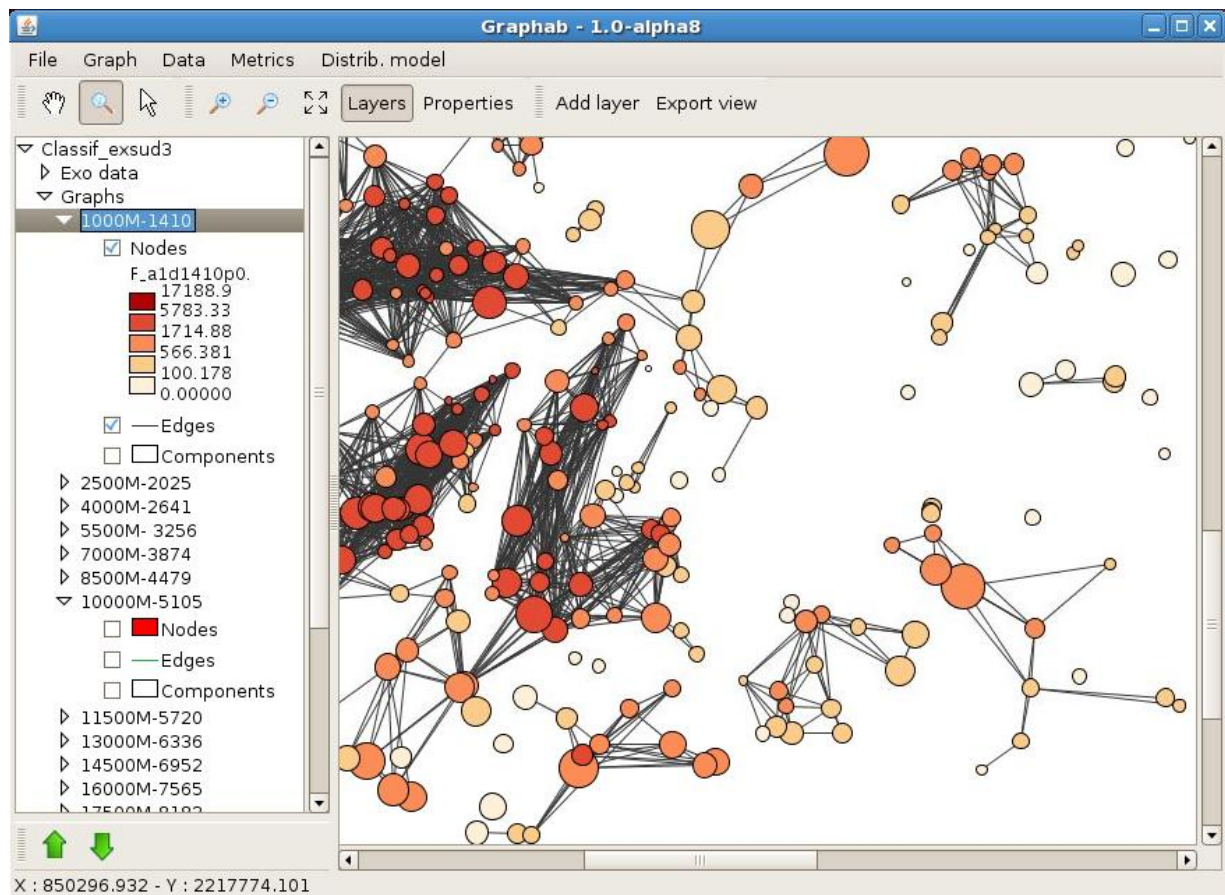 Graphab - 1.0-alpha8
File Graph Data Metrics Distrib. model
Layers Properties Add layer Export view
Classif_exsud3
Exo data
Graphs
1000M-1410
Nodes
F_a1d1410p0.
17188.9
5783.33
1714.88
566.381
100.178
0.00000
Edges
Components
2500M-2025
4000M-2641
5500M- 3256
7000M-3874
8500M-4479
10000M-5105
Nodes
Edges
Components
11500M-5720
13000M-6336
14500M-6952
16000M-7565
17500M-8182
X : 850296.932 - Y : 2217774.101